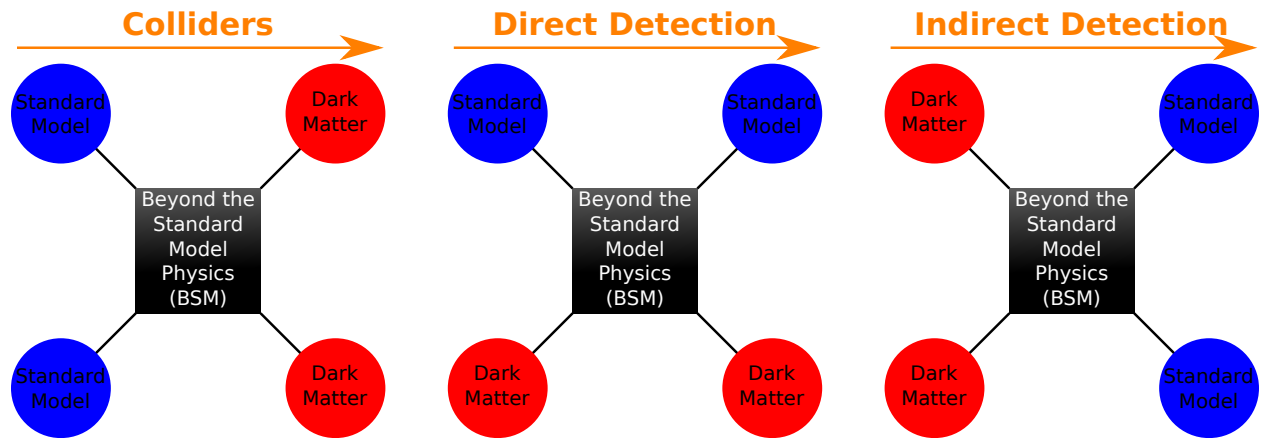 Colliders
Standard
Model
Dark
Matter
Beyond the
Standard
Model
Physics
(BSM)
Standard
Model
Dark
Matter
Direct Detection
Standard
Model
Standard
Model
Beyond the
Standard
Model
Physics
(BSM)
Dark
Matter
Dark
Matter
Indirect Detection
Dark
Matter
Standard
Model
Beyond the
Standard
Model
Physics
(BSM)
Dark
Matter
Standard
Model